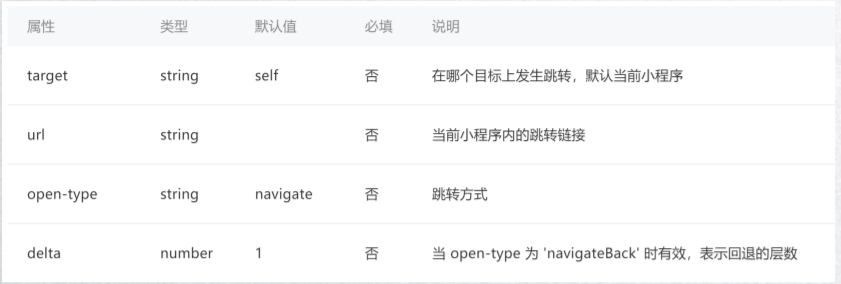 属性 类型 默认值 必填 说明
target string self 否 在哪个目标上发生跳转，默认当前小程序
url string 否 当前小程序内的跳转链接
open-type string navigate 否 跳转方式
delta number 1 否 当 open-type 为 'navigateBack' 时有效，表示回退的层数